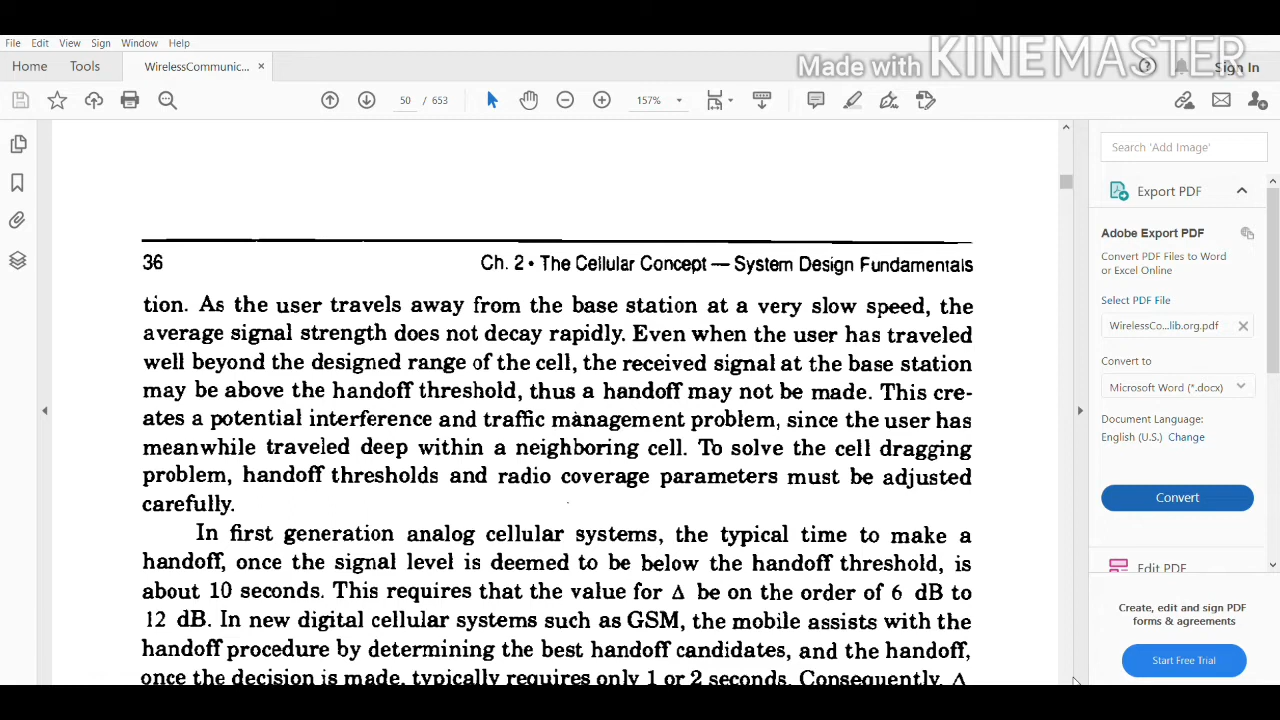 Made with KINEMASTER
File Edit View Sign Window Help
Home Tools WirelessCommunic... × Sign In
50 / 653 157%
Search 'Add Image'
Export PDF
Adobe Export PDF
Convert PDF Files to Word
or Excel Online
Select PDF File
WirelessCo...lib.org.pdf
Convert to
Microsoft Word (*.docx)
Document Language:
English (U.S.) Change
Convert
Edit PDF
Create, edit and sign PDF
forms & agreements
Start Free Trial
36 Ch. 2 • The Cellular Concept — System Design Fundamentals
tion. As the user travels away from the base station at a very slow speed, the
average signal strength does not decay rapidly. Even when the user has traveled
well beyond the designed range of the cell, the received signal at the base station
may be above the handoff threshold, thus a handoff may not be made. This cre-
ates a potential interference and traffic management problem, since the user has
meanwhile traveled deep within a neighboring cell. To solve the cell dragging
problem, handoff thresholds and radio coverage parameters must be adjusted
carefully.
In first generation analog cellular systems, the typical time to make a
handoff, once the signal level is deemed to be below the handoff threshold, is
about 10 seconds. This requires that the value for Δ be on the order of 6 dB to
12 dB. In new digital cellular systems such as GSM, the mobile assists with the
handoff procedure by determining the best handoff candidates, and the handoff,
once the decision is made, typically requires only 1 or 2 seconds. Consequently, Δ